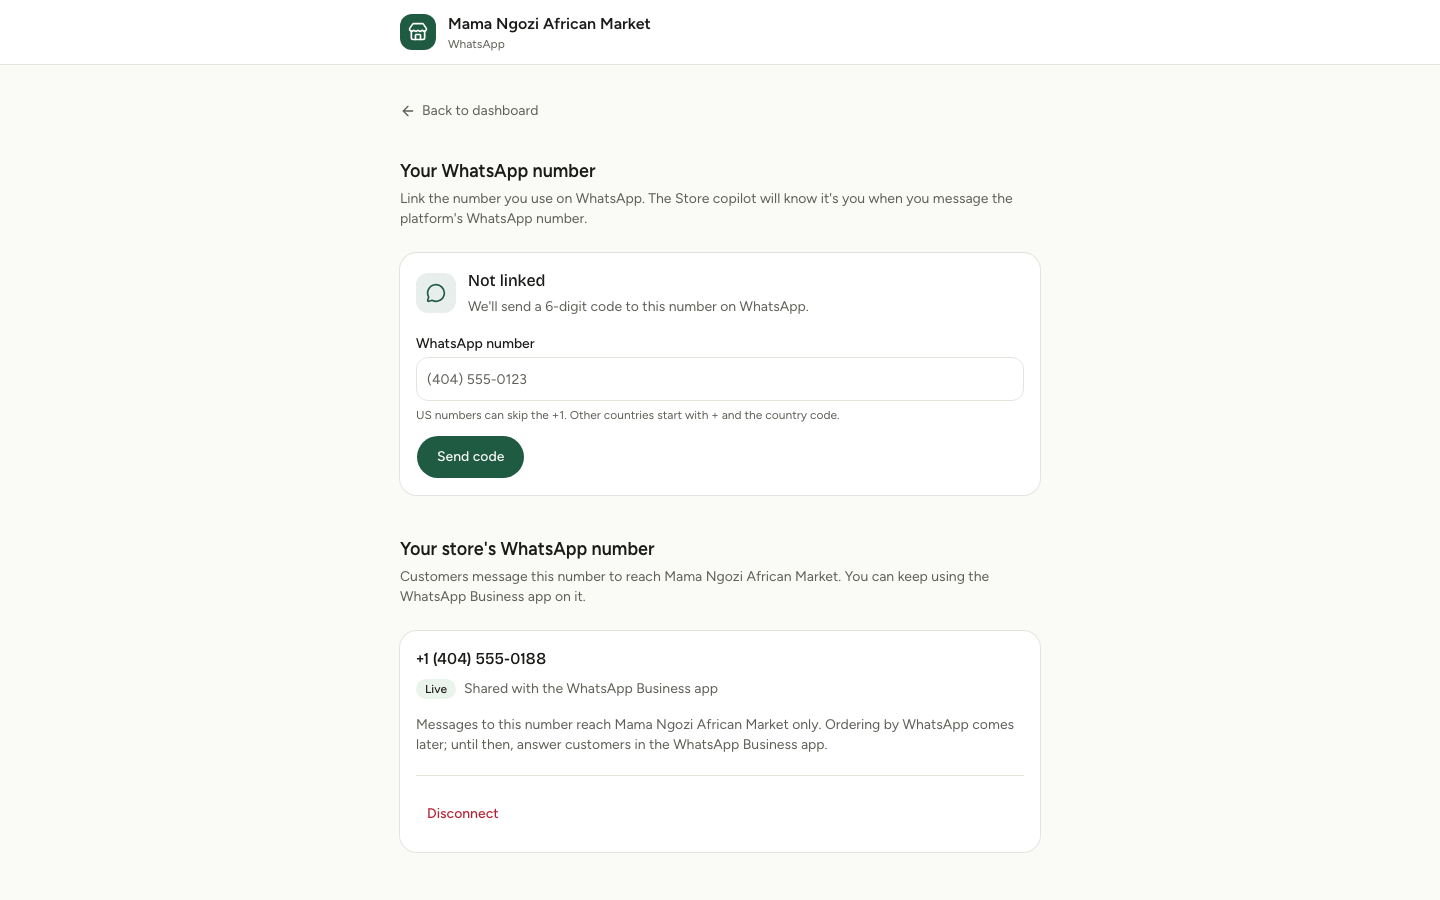 Mama Ngozi African Market
WhatsApp
Back to dashboard
Your WhatsApp number
Link the number you use on WhatsApp. The Store copilot will know it's you when you message the
platform's WhatsApp number.
Not linked
We'll send a 6-digit code to this number on WhatsApp.
WhatsApp number
(404) 555-0123
US numbers can skip the +1. Other countries start with + and the country code.
Send code
Your store's WhatsApp number
Customers message this number to reach Mama Ngozi African Market. You can keep using the
WhatsApp Business app on it.
+1 (404) 555-0188
Live Shared with the WhatsApp Business app
Messages to this number reach Mama Ngozi African Market only. Ordering by WhatsApp comes
later; until then, answer customers in the WhatsApp Business app.
Disconnect